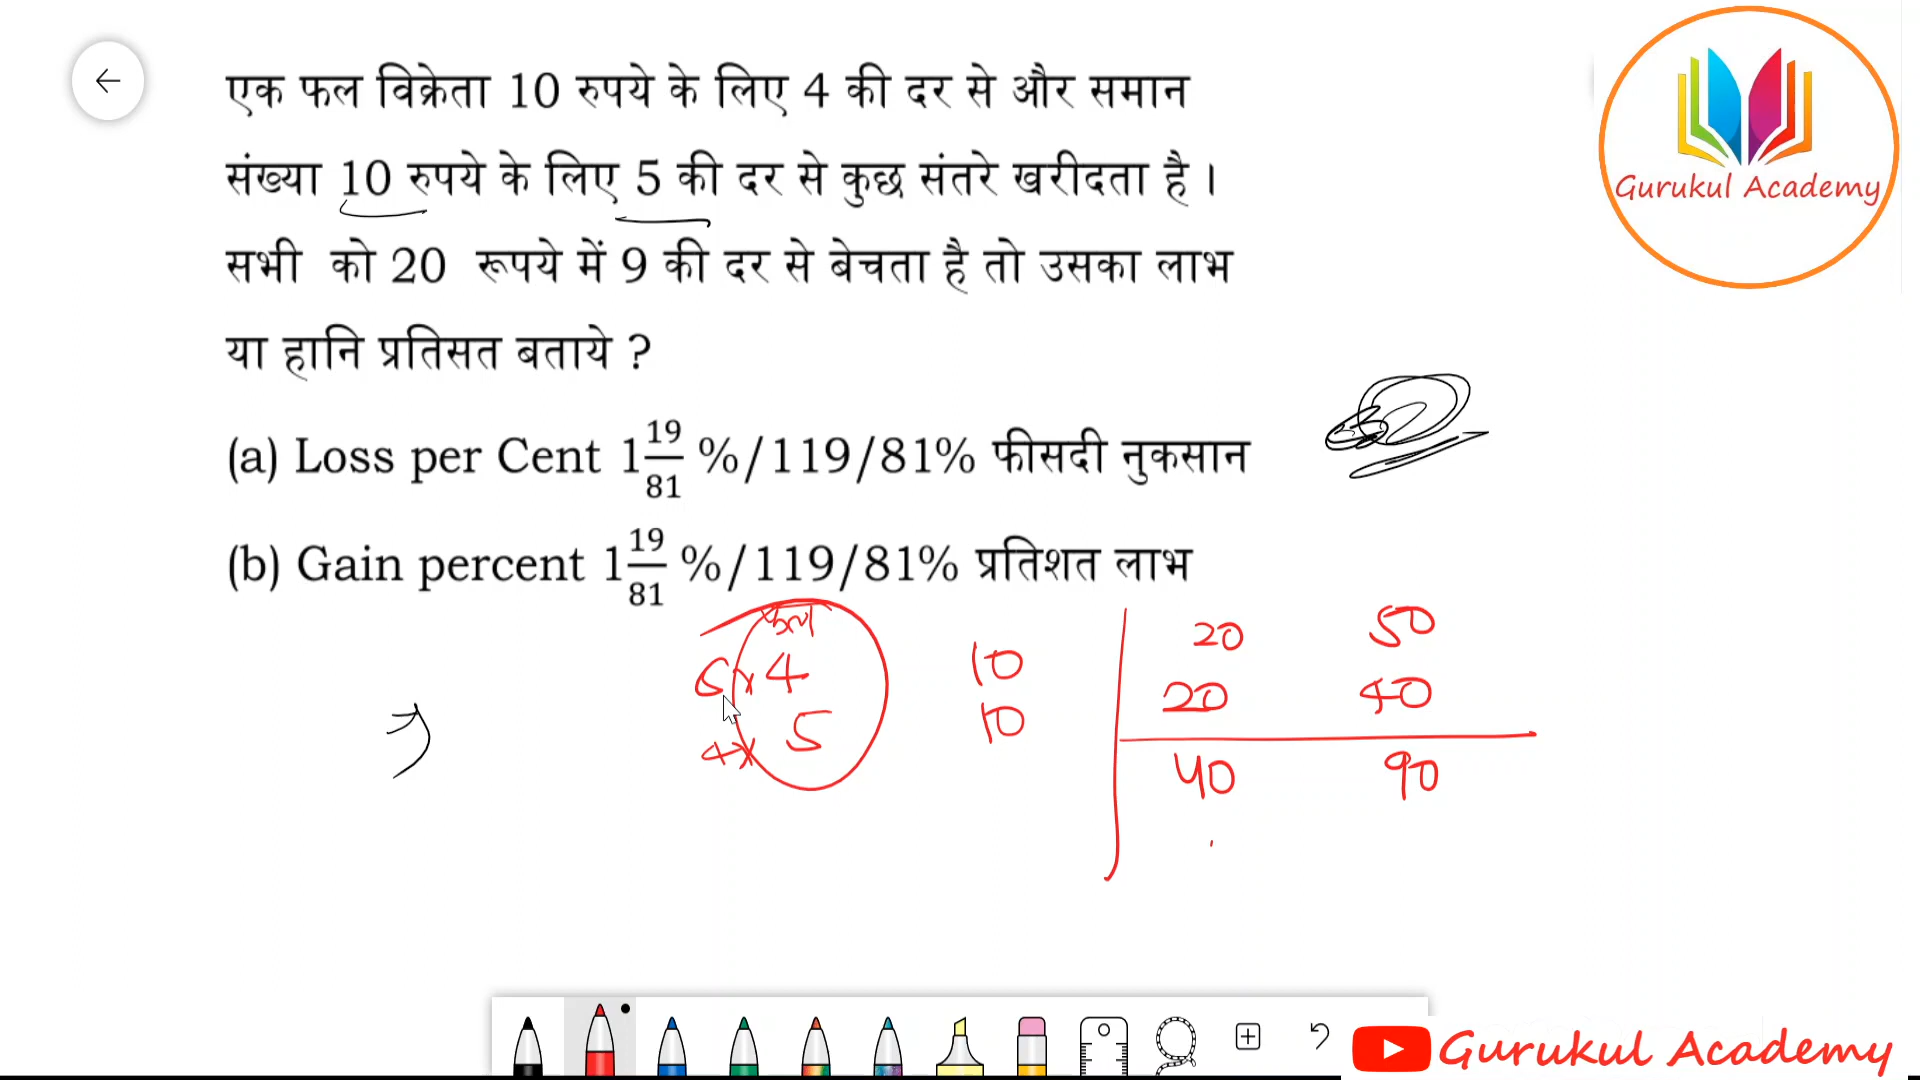 एक फल विक्रेता 10 रुपये के लिए 4 की दर से और समान
संख्या 10 रुपये के लिए 5 की दर से कुछ संतरे खरीदता है ।
सभी को 20 रूपये में 9 की दर से बेचता है तो उसका लाभ
या हानि प्रतिसत बताये ?
(a) Loss per Cent 1 19/81 %/119/81% फीसदी नुकसान
(b) Gain percent 1 19/81 %/119/81% प्रतिशत लाभ
फल
5 x 4 10
4 x 5 10
20 50
20 40
40 90
Gurukul Academy
Gurukul Academy